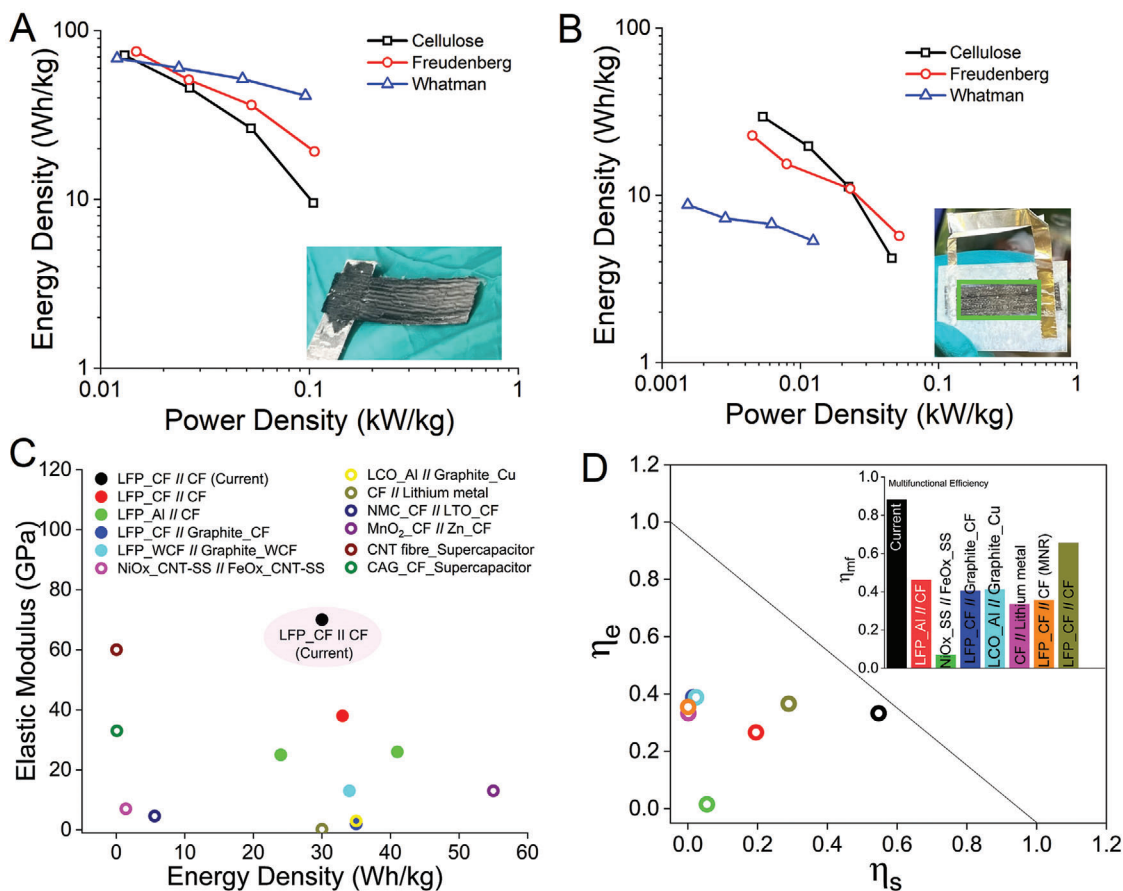 A
Energy Density (Wh/kg)
100
10
1
Cellulose
Freudenberg
Whatman
0.01
0.1
1
Power Density (kW/kg)
B
Energy Density (Wh/kg)
100
10
1
Cellulose
Freudenberg
Whatman
0.001
0.01
0.1
1
Power Density (kW/kg)
C
Elastic Modulus (GPa)
120
100
80
60
40
20
0
LFP_CF // CF (Current)
LFP_CF // CF
LFP_Al // CF
LFP_CF // Graphite_CF
LFP_WCF // Graphite_WCF
NiOx_CNT-SS // FeOx_CNT-SS
LCO_Al // Graphite_Cu
CF // Lithium metal
NMC_CF // LTO_CF
MnO₂_CF // Zn_CF
CNT fibre_Supercapacitor
CAG_CF_Supercapacitor
LFP_CF II CF
(Current)
0
10
20
30
40
50
60
Energy Density (Wh/kg)
D
ηe
1.2
1.0
0.8
0.6
0.4
0.2
0.0
0.0
0.2
0.4
0.6
0.8
1.0
1.2
ηs
Multifunctional Efficiency
ηmf
1.0
0.8
0.6
0.4
0.2
0.0
Current
LFP_Al // CF
NiOx_SS // FeOx_SS
LFP_CF // Graphite_CF
LCO_Al // Graphite_Cu
CF // Lithium metal
LFP_CF // CF (MNR)
LFP_CF // CF